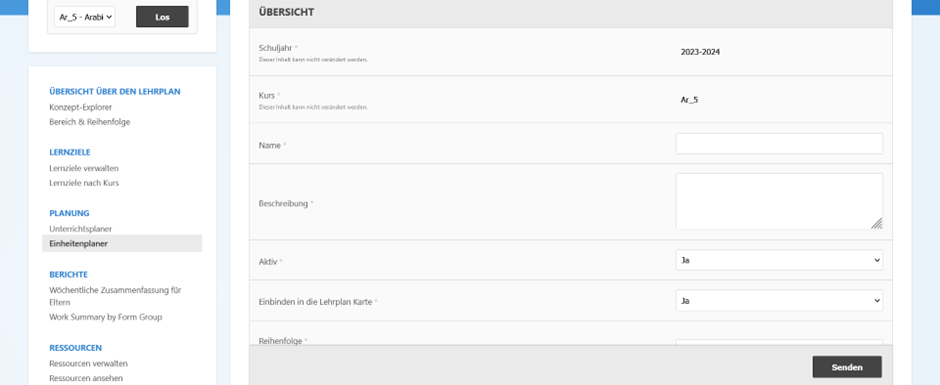 Ar_5 - Arabi
Los
ÜBERSICHT ÜBER DEN LEHRPLAN
Konzept-Explorer
Bereich & Reihenfolge
LERNZIELE
Lernziele verwalten
Lernziele nach Kurs
PLANUNG
Unterrichtsplaner
Einheitenplaner
BERICHTE
Wöchentliche Zusammenfassung für
Eltern
Work Summary by Form Group
RESSOURCEN
Ressourcen verwalten
Ressourcen ansehen
ÜBERSICHT
Schuljahr *
Dieser Inhalt kann nicht verändert werden.
2023-2024
Kurs *
Dieser Inhalt kann nicht verändert werden.
Ar_5
Name *
Beschreibung *
Aktiv *
Ja
Einbinden in die Lehrplan Karte *
Ja
Reihenfolge *
Senden